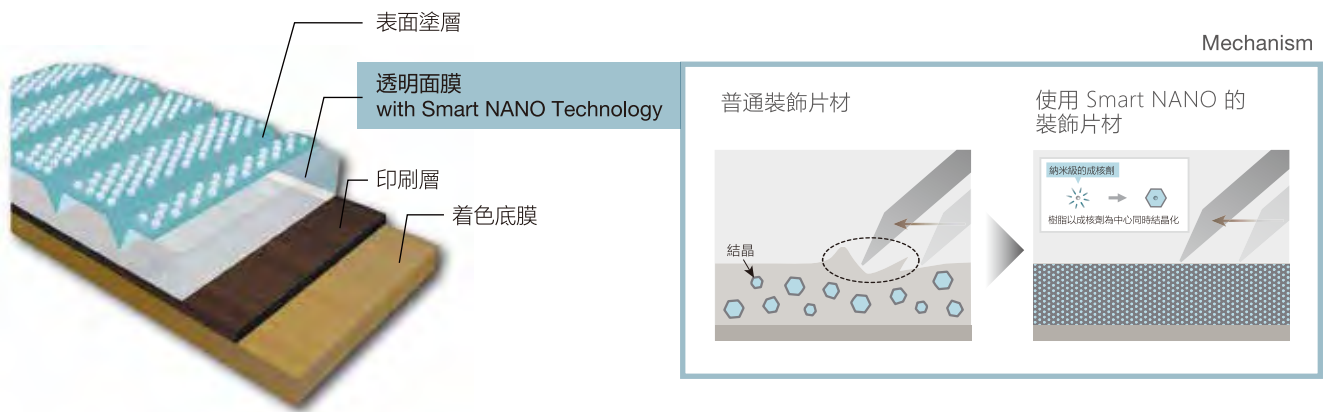 表面塗層
透明面膜
with Smart NANO Technology
印刷層
着色底膜
Mechanism
普通裝飾片材
結晶
使用 Smart NANO 的
裝飾片材
納米級的成核劑
樹脂以成核劑為中心同時結晶化